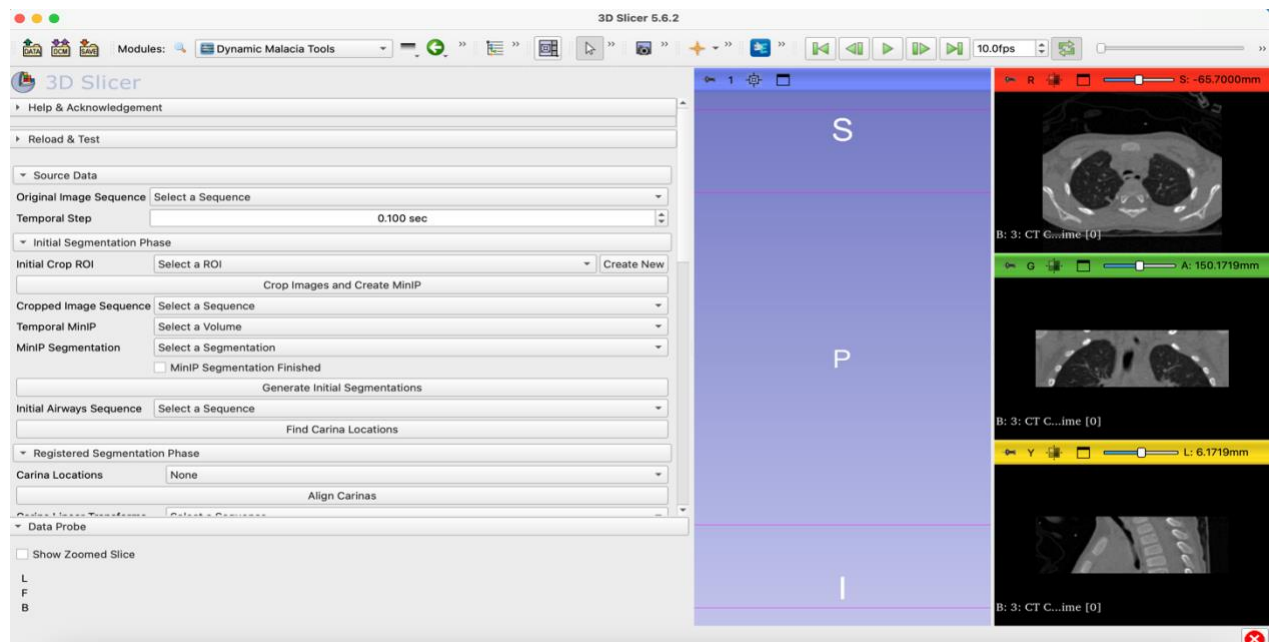 3D Slicer 5.6.2
DATA DCM SAVE Modules: Dynamic Malacia Tools » » » » » 10.0fps »
3D Slicer
Help & Acknowledgement
Reload & Test
Source Data
Original Image Sequence Select a Sequence
Temporal Step 0.100 sec
Initial Segmentation Phase
Initial Crop ROI Select a ROI Create New
Crop Images and Create MinIP
Cropped Image Sequence Select a Sequence
Temporal MinIP Select a Volume
MinIP Segmentation Select a Segmentation
MinIP Segmentation Finished
Generate Initial Segmentations
Initial Airways Sequence Select a Sequence
Find Carina Locations
Registered Segmentation Phase
Carina Locations None
Align Carinas
Carina Linear Transforms Select a Sequence
Data Probe
Show Zoomed Slice
L
F
B
1
S
P
I
R S: -65.7000mm
B: 3: CT C...ime [0]
G A: 150.1719mm
B: 3: CT C...ime [0]
Y L: 6.1719mm
B: 3: CT C...ime [0]